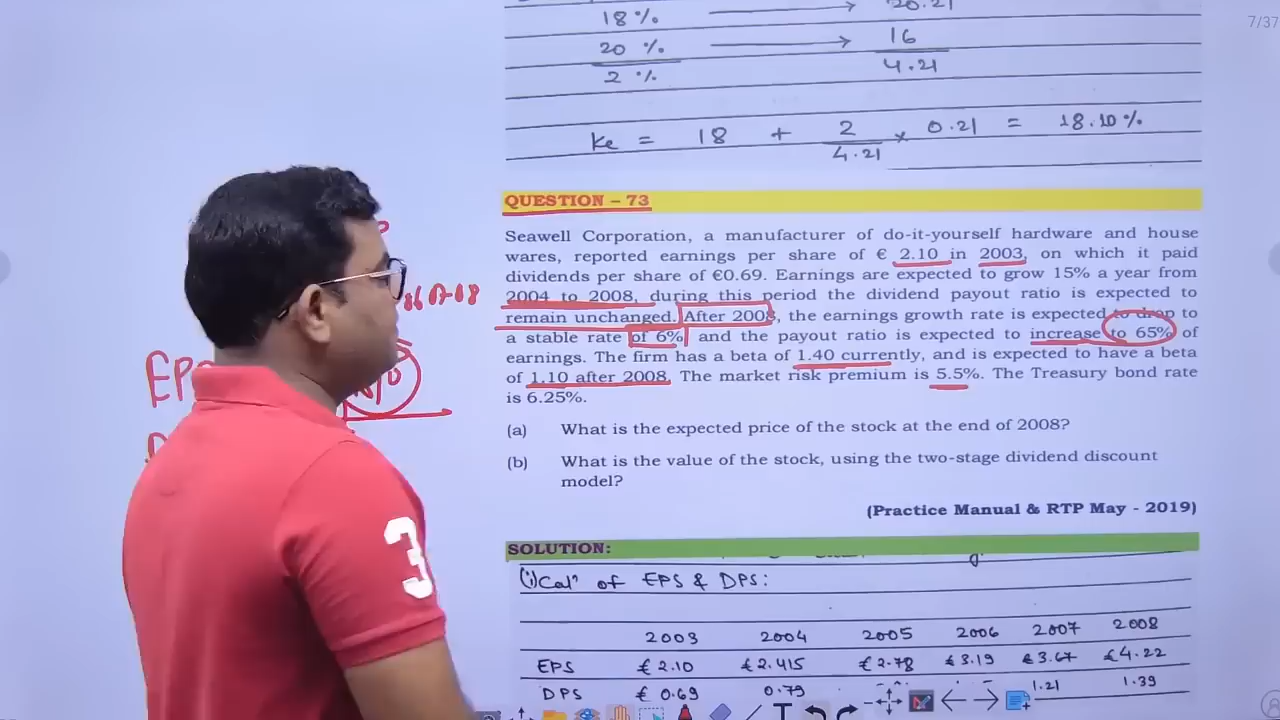 18% → 20.21
7/37
20 % → 16
2 % 4.21
Ke = 18 + 2/4.21 × 0.21 = 18.10%
QUESTION – 73
Seawell Corporation, a manufacturer of do-it-yourself hardware and house
wares, reported earnings per share of € 2.10 in 2003, on which it paid
dividends per share of €0.69. Earnings are expected to grow 15% a year from
2004 to 2008, during this period the dividend payout ratio is expected to
remain unchanged. After 2008, the earnings growth rate is expected to drop to
a stable rate of 6% and the payout ratio is expected to increase to 65% of
earnings. The firm has a beta of 1.40 currently, and is expected to have a beta
of 1.10 after 2008. The market risk premium is 5.5%. The Treasury bond rate
is 6.25%.
(a) What is the expected price of the stock at the end of 2008?
(b) What is the value of the stock, using the two-stage dividend discount
model?
(Practice Manual & RTP May - 2019)
SOLUTION:
(i) Calⁿ of EPS & DPS:
2003 2004 2005 2006 2007 2008
EPS € 2.10 € 2.415 € 2.78 € 3.19 € 3.67 € 4.22
DPS € 0.69 0.79 1.21 1.39
EPS
3